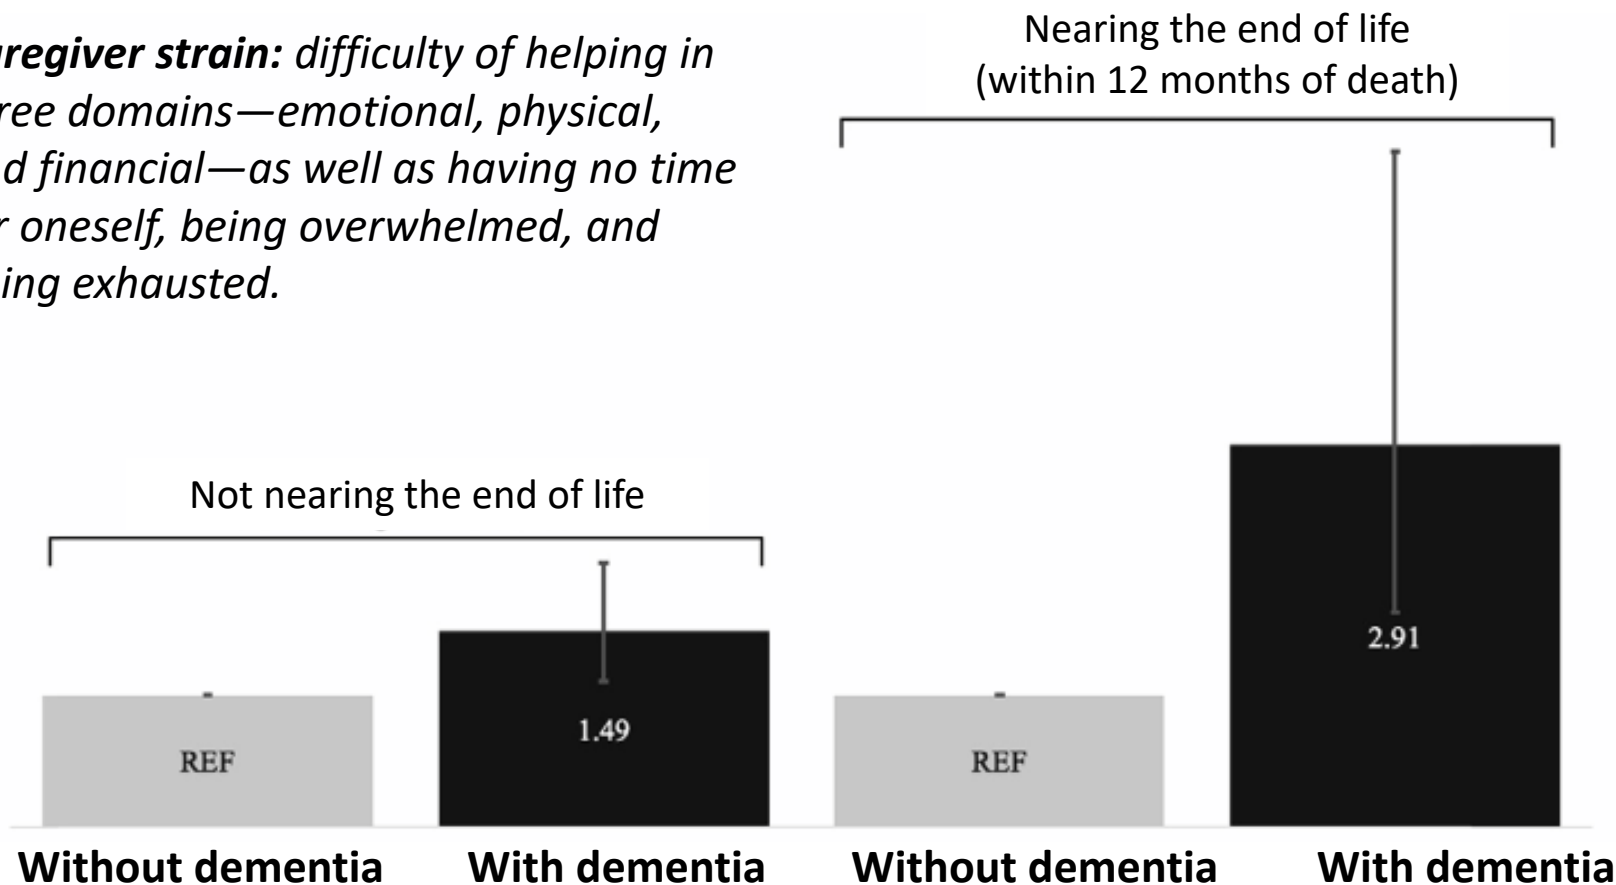 regiver strain: difficulty of helping in
ree domains—emotional, physical,
d financial—as well as having no time
r oneself, being overwhelmed, and
ing exhausted.
Nearing the end of life
(within 12 months of death)
Not nearing the end of life
REF
1.49
REF
2.91
Without dementia
With dementia
Without dementia
With dementia